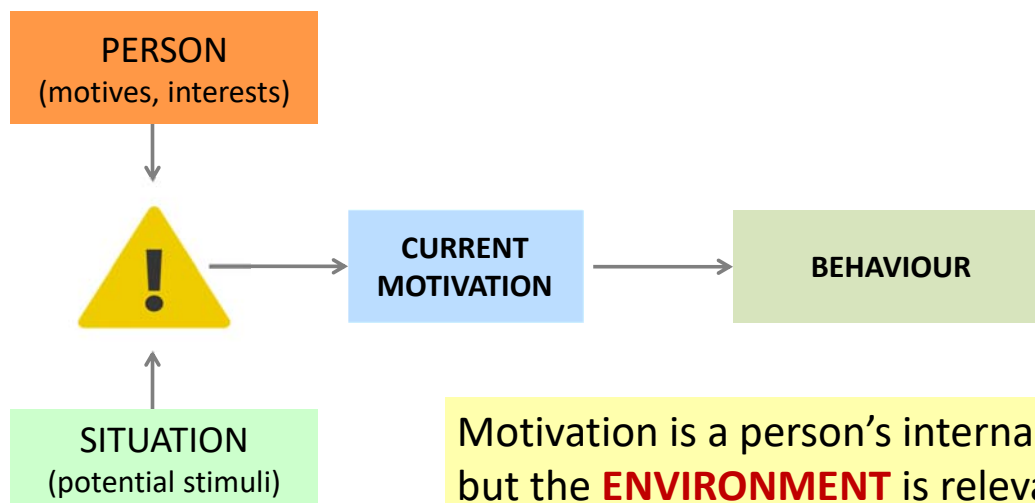 PERSON
(motives, interests)
!
CURRENT
MOTIVATION
BEHAVIOUR
SITUATION
(potential stimuli)
Motivation is a person's interna
but the ENVIRONMENT is releva